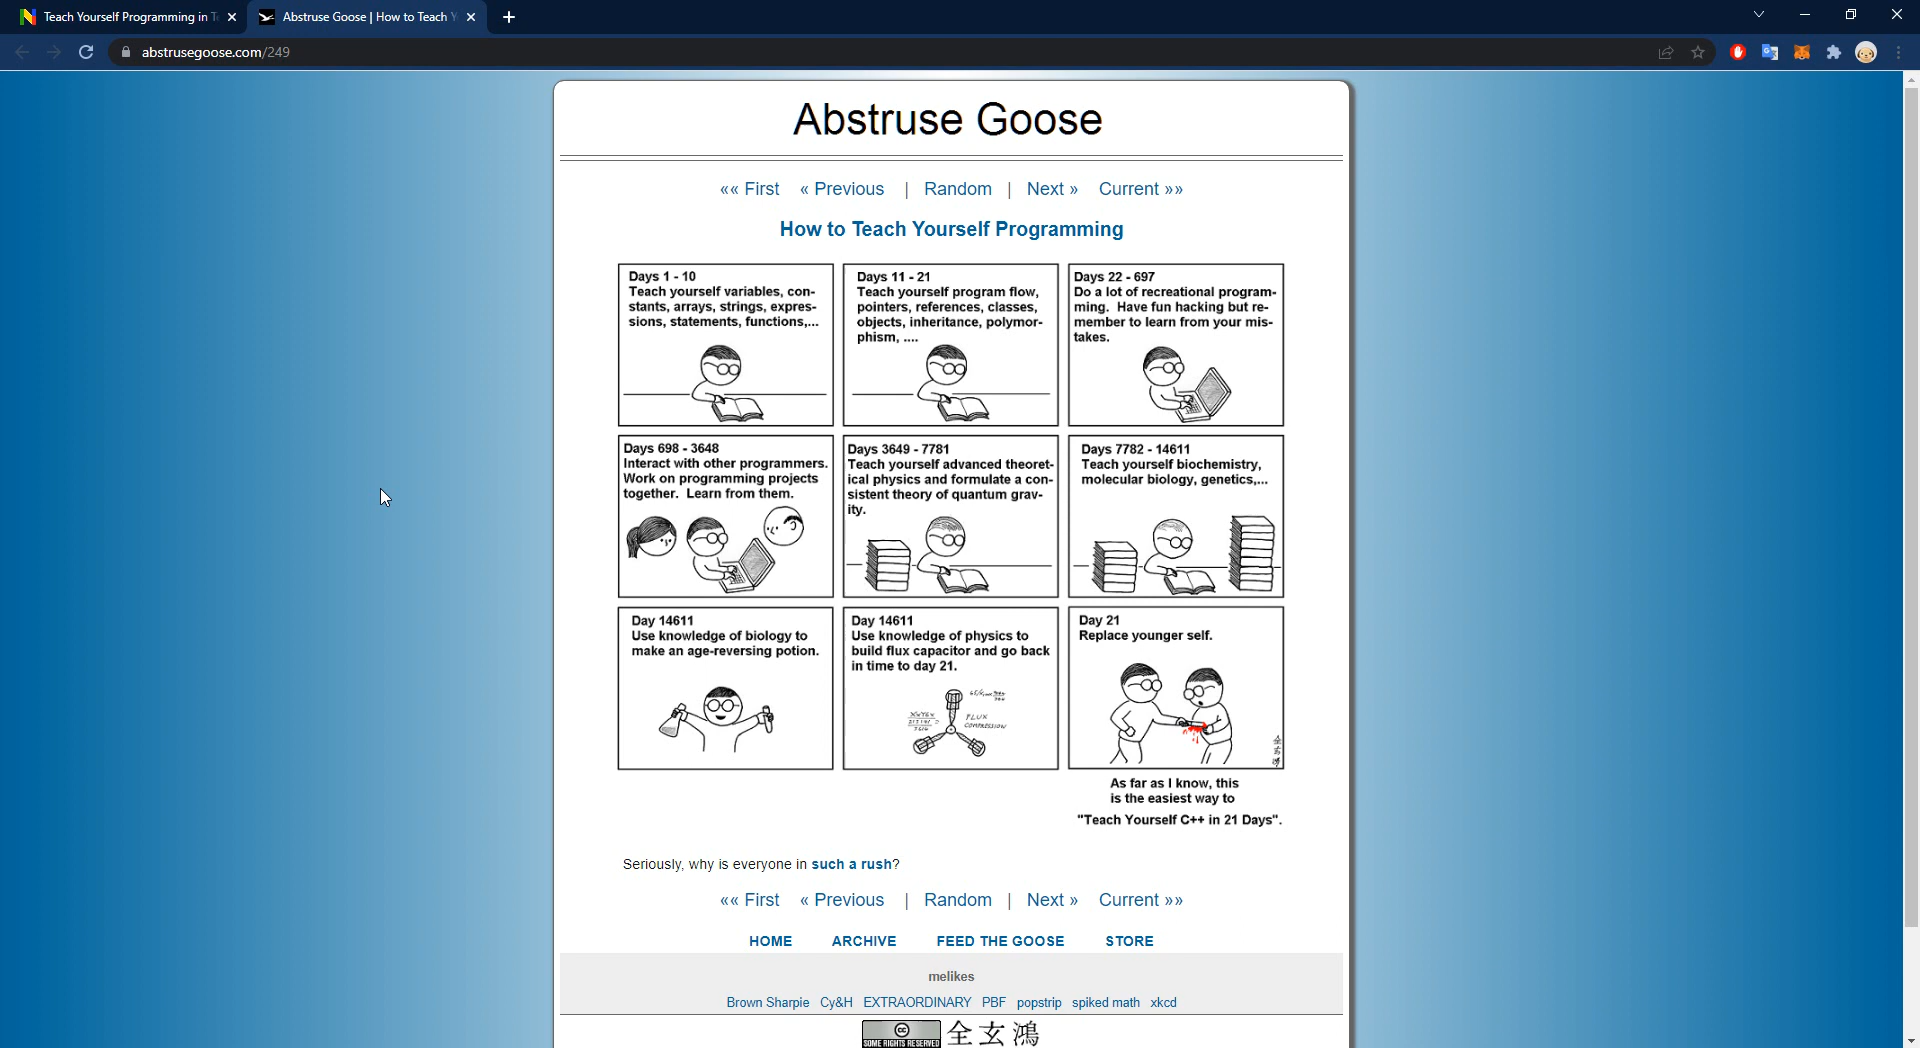 Teach Yourself Programming in T
Abstruse Goose | How to Teach Y
abstrusegoose.com/249
Abstruse Goose
«« First « Previous | Random | Next » Current »»
How to Teach Yourself Programming
Days 1 - 10
Teach yourself variables, con-
stants, arrays, strings, expres-
sions, statements, functions,...
Days 11 - 21
Teach yourself program flow,
pointers, references, classes,
objects, inheritance, polymor-
phism, ....
Days 22 - 697
Do a lot of recreational program-
ming. Have fun hacking but re-
member to learn from your mis-
takes.
Days 698 - 3648
Interact with other programmers.
Work on programming projects
together. Learn from them.
Days 3649 - 7781
Teach yourself advanced theoret-
ical physics and formulate a con-
sistent theory of quantum grav-
ity.
Days 7782 - 14611
Teach yourself biochemistry,
molecular biology, genetics,...
Day 14611
Use knowledge of biology to
make an age-reversing potion.
Day 14611
Use knowledge of physics to
build flux capacitor and go back
in time to day 21.
FLUX
COMPRESSION
Day 21
Replace younger self.
As far as I know, this
is the easiest way to
"Teach Yourself C++ in 21 Days".
Seriously, why is everyone in such a rush?
«« First « Previous | Random | Next » Current »»
HOME ARCHIVE FEED THE GOOSE STORE
melikes
Brown Sharpie Cy&H EXTRAORDINARY PBF popstrip spiked math xkcd
cc
SOME RIGHTS RESERVED
全玄鴻